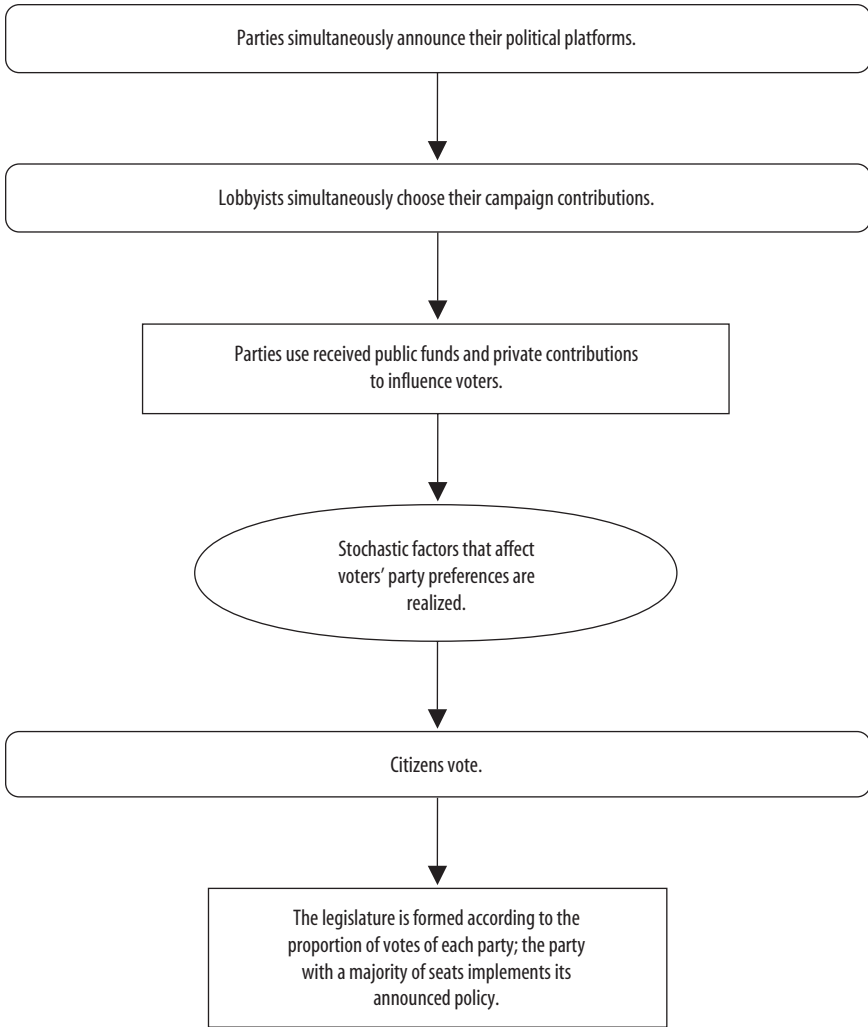 Parties simultaneously announce their political platforms.
Lobbyists simultaneously choose their campaign contributions.
Parties use received public funds and private contributions
to influence voters.
Stochastic factors that affect
voters’ party preferences are
realized.
Citizens vote.
The legislature is formed according to the
proportion of votes of each party; the party
with a majority of seats implements its
announced policy.